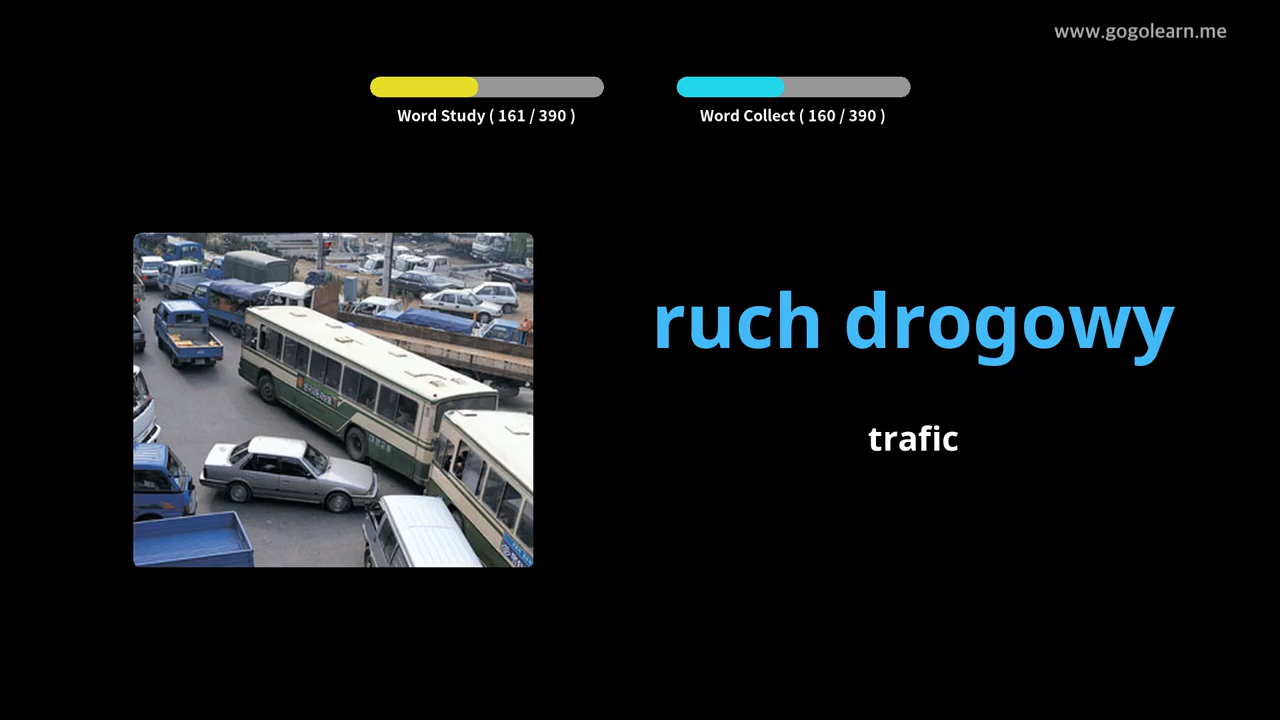 www.gogolearn.me
Word Study ( 161 / 390 )
Word Collect ( 160 / 390 )
ruch drogowy
trafic